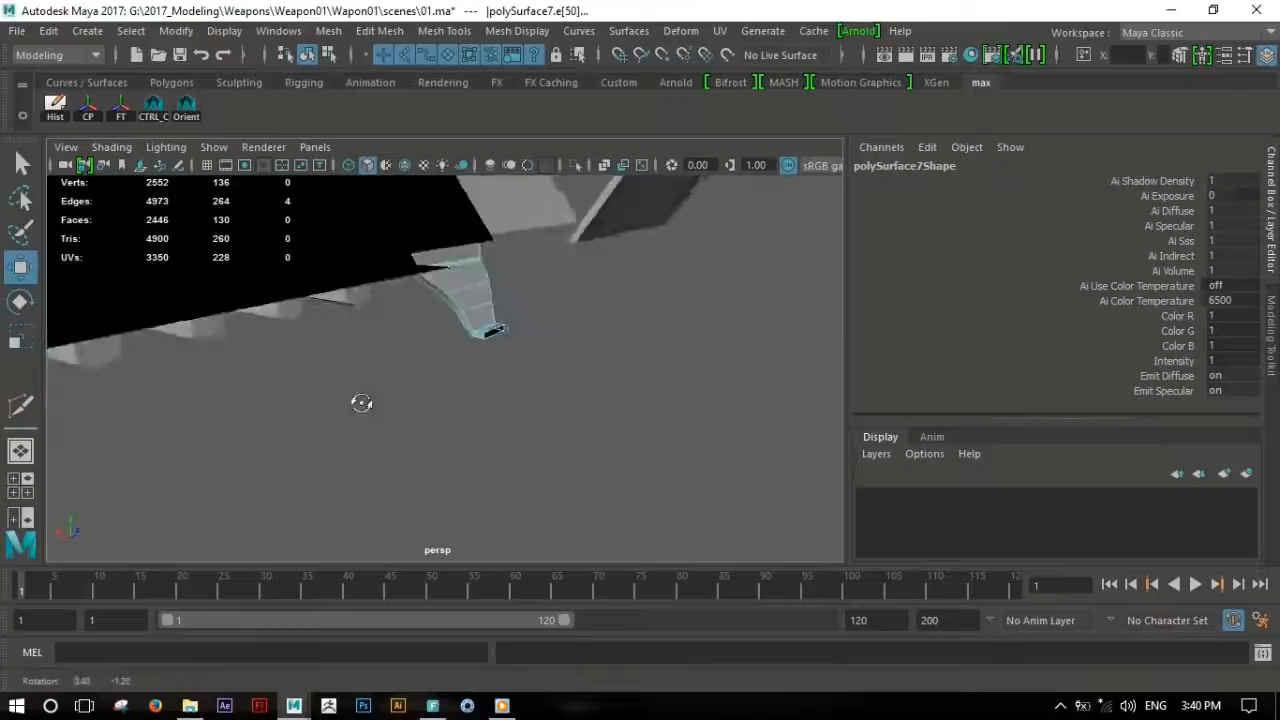 Autodesk Maya 2017: G:\2017_Modeling\Weapons\Weapon01\Wapon01\scenes\01.ma* --- |polySurface7.e[50]...
File Edit Create Select Modify Display Windows Mesh Edit Mesh Mesh Tools Mesh Display Curves Surfaces Deform UV Generate Cache [Arnold] Help Workspace : Maya Classic
Modeling No Live Surface X: Y:
Curves / Surfaces Polygons Sculpting Rigging Animation Rendering FX FX Caching Custom Arnold Bifrost MASH Motion Graphics XGen max
Hist CP FT CTRL_C Orient
View Shading Lighting Show Renderer Panels
0.00 1.00 ON sRGB ga
Channels Edit Object Show
polySurface7Shape
Verts: 2552 136 0
Edges: 4973 264 4
Faces: 2446 130 0
Tris: 4900 260 0
UVs: 3350 228 0
Ai Shadow Density 1
Ai Exposure 0
Ai Diffuse 1
Ai Specular 1
Ai Sss 1
Ai Indirect 1
Ai Volume 1
Ai Use Color Temperature off
Ai Color Temperature 6500
Color R 1
Color G 1
Color B 1
Intensity 1
Emit Diffuse on
Emit Specular on
Channel Box / Layer Editor
Modeling Toolkit
Display Anim
Layers Options Help
persp
5 10 15 20 25 30 35 40 45 50 55 60 65 70 75 80 85 90 95 100 105 110 115 12
1 1
1 1 1 120 120 200 No Anim Layer No Character Set
MEL
Rotation: 3.40 -1.20
Ae Fl Ps Ai F ENG 3:40 PM